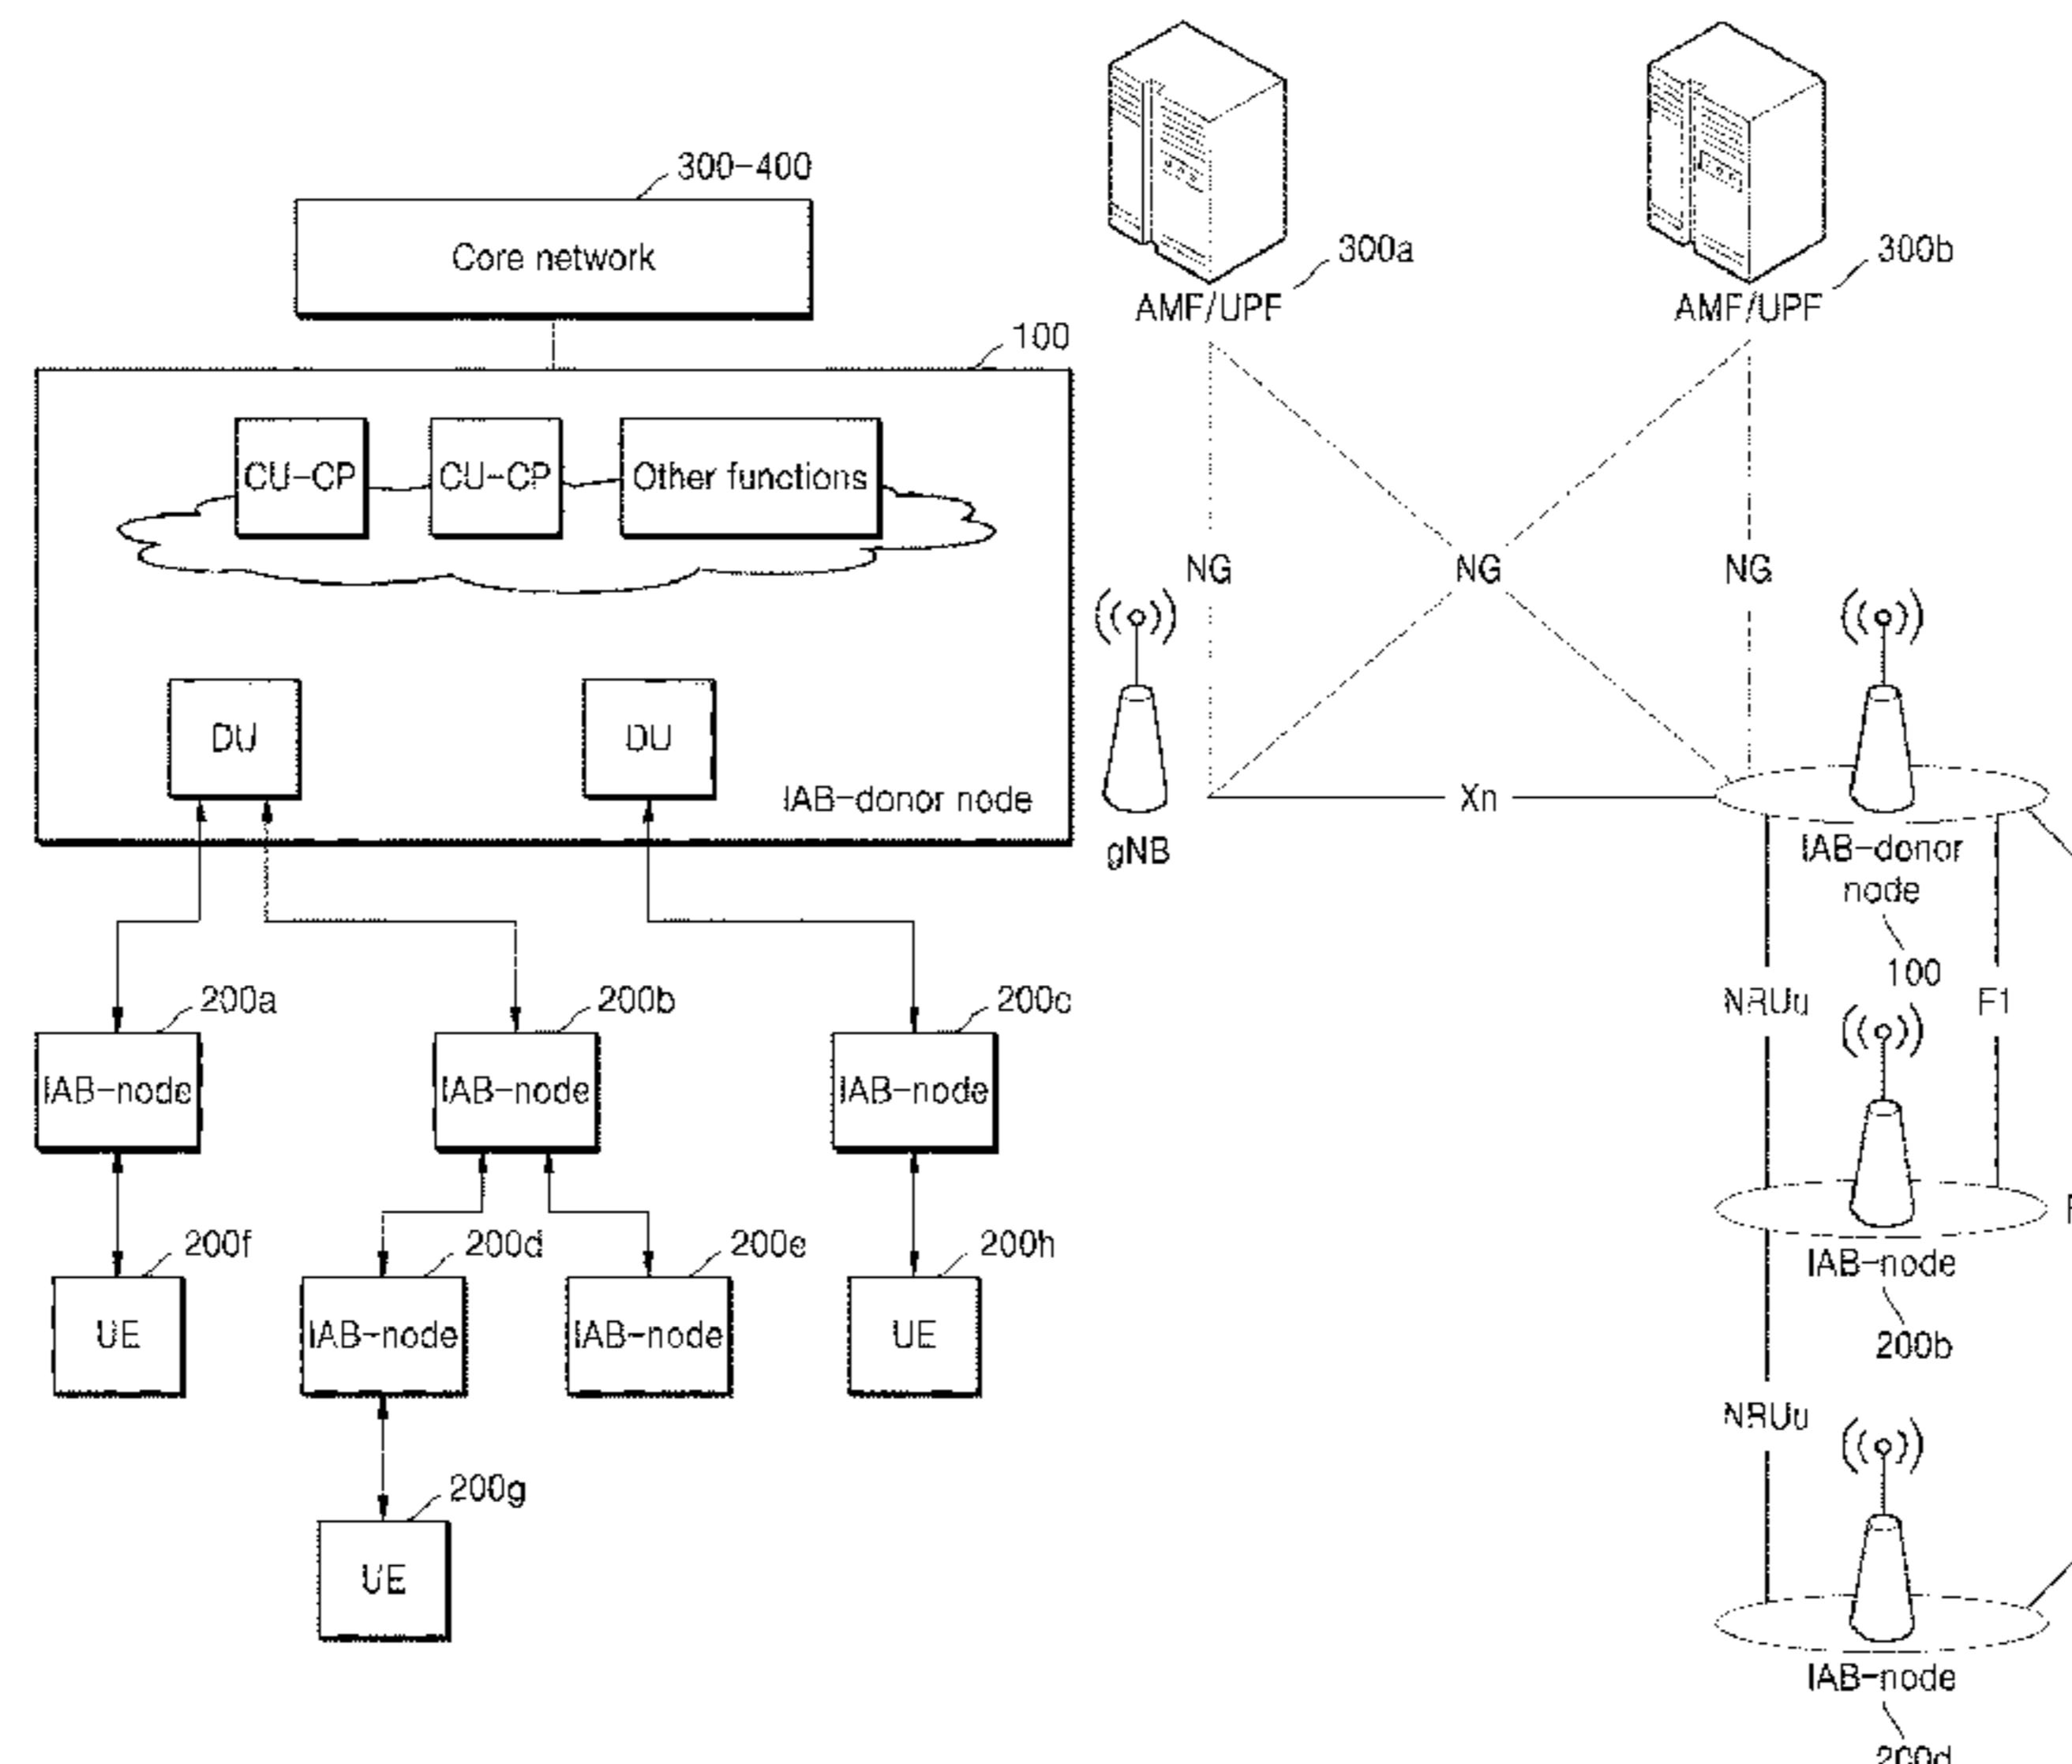 300-400
Core network
100
CU-CP
CU-CP
Other functions
DU
DU
IAB-donor node
200a
200b
200c
IAB-node
IAB-node
IAB-node
200f
200d
200e
200h
UE
IAB-node
IAB-node
UE
200g
UE
300a
300b
AMF/UPF
AMF/UPF
NG
NG
NG
Xn
gNB
IAB-donor
node
100
NRUu
F1
IAB-node
200b
NRUu
IAB-node
200d